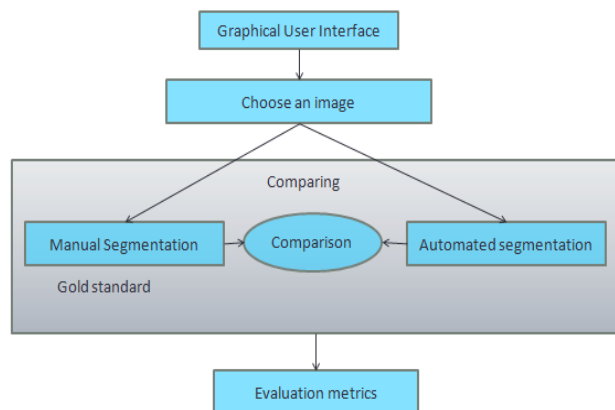 Graphical User Interface
Choose an image
Comparing
Manual Segmentation
Comparison
Automated segmentation
Gold standard
Evaluation metrics